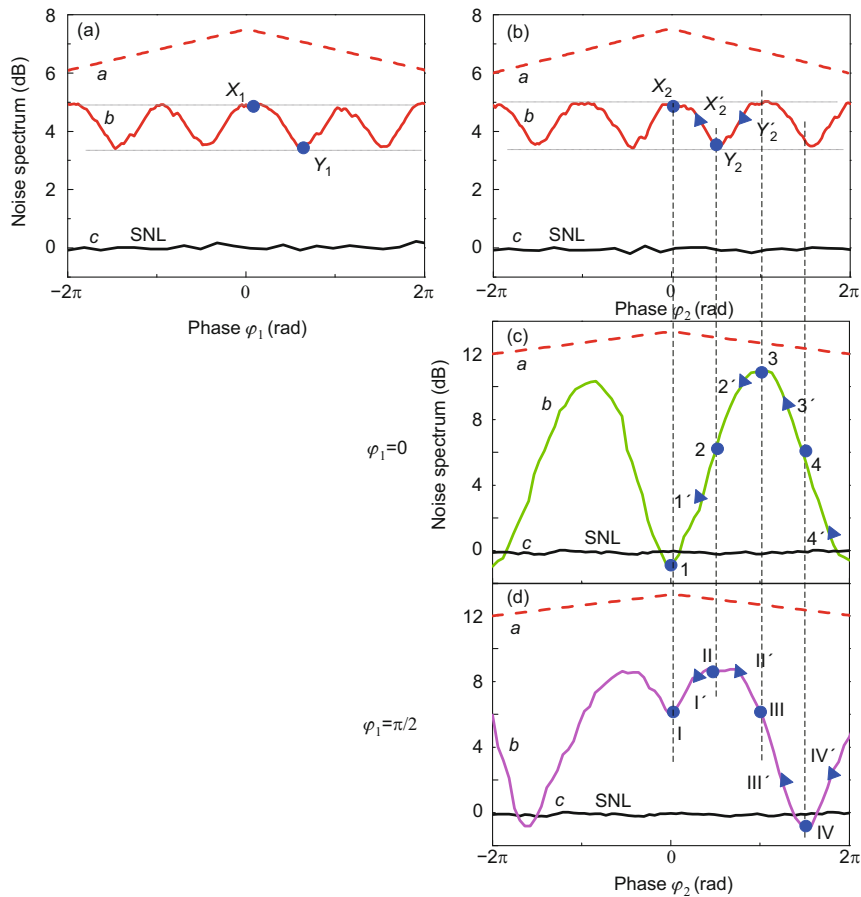 (a)
Noise spectrum (dB)
8
6
4
2
0
a
b
X₁
Y₁
c
SNL
−2π
0
2π
Phase φ₁ (rad)
(b)
8
6
4
2
0
a
b
X₂
X′₂
Y′₂
Y₂
c
SNL
−2π
0
2π
Phase φ₂ (rad)
φ₁=0
(c)
Noise spectrum (dB)
12
8
4
0
a
b
3
2′
3′
2
4
1′
c
SNL
4′
1
φ₁=π/2
(d)
12
8
4
0
a
b
II
II′
I′
I
III
III′
IV′
c
SNL
IV
−2π
0
2π
Phase φ₂ (rad)